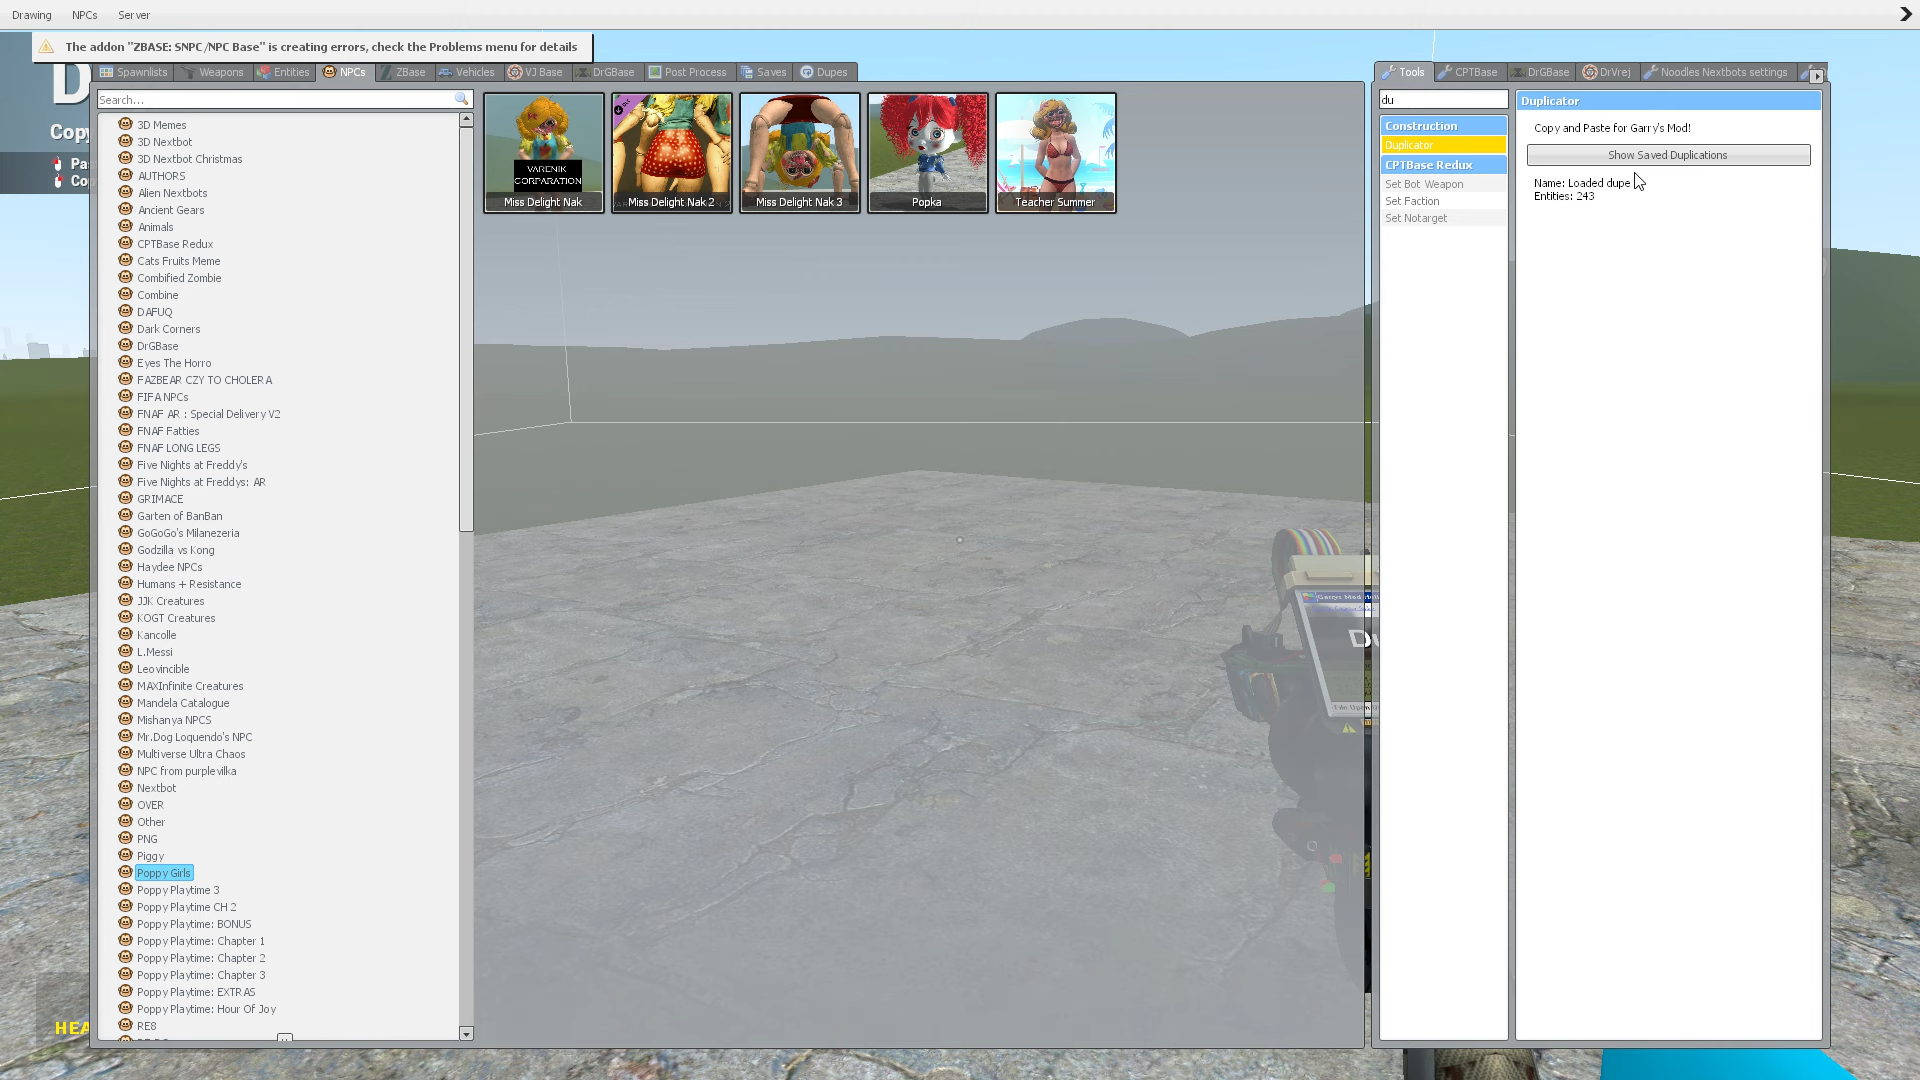 Drawing NPCs Server
The addon "ZBASE: SNPC/NPC Base" is creating errors, check the Problems menu for details
Spawnlists Weapons Entities NPCs ZBase Vehicles VJ Base DrGBase Post Process Saves Dupes
Search...
3D Memes
3D Nextbot
3D Nextbot Christmas
AUTHORS
Alien Nextbots
Ancient Gears
Animals
CPTBase Redux
Cats Fruits Meme
Combified Zombie
Combine
DAFUQ
Dark Corners
DrGBase
Eyes The Horro
FAZBEAR CZY TO CHOLERA
FIFA NPCs
FNAF AR : Special Delivery V2
FNAF Fatties
FNAF LONG LEGS
Five Nights at Freddy's
Five Nights at Freddys: AR
GRIMACE
Garten of BanBan
GoGoGo's Milanezeria
Godzilla vs Kong
Haydee NPCs
Humans + Resistance
JJK Creatures
KOGT Creatures
Kancolle
L.Messi
Leovincible
MAXInfinite Creatures
Mandela Catalogue
Mishanya NPCS
Mr.Dog Loquendo's NPC
Multiverse Ultra Chaos
NPC from purplevilka
Nextbot
OVER
Other
PNG
Piggy
Poppy Girls
Poppy Playtime 3
Poppy Playtime CH 2
Poppy Playtime: BONUS
Poppy Playtime: Chapter 1
Poppy Playtime: Chapter 2
Poppy Playtime: Chapter 3
Poppy Playtime: EXTRAS
Poppy Playtime: Hour Of Joy
RE8
VARENIK
CORPARATION
Miss Delight Nak
Miss Delight Nak 2
Miss Delight Nak 3
Popka
Teacher Summer
Tools CPTBase DrGBase DrVrej Noodles Nextbots settings
du
Construction
Duplicator
CPTBase Redux
Set Bot Weapon
Set Faction
Set Notarget
Duplicator
Copy and Paste for Garry's Mod!
Show Saved Duplications
Name: Loaded dupe
Entities: 243
D
Copy
Pa
Cop
HEA
Du